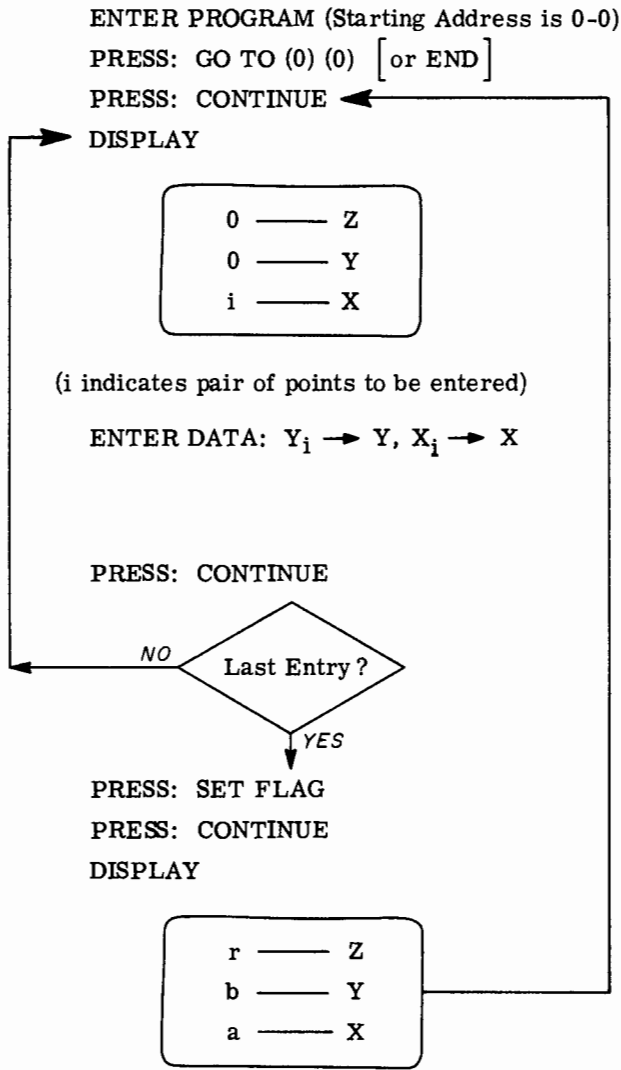 ENTER PROGRAM (Starting Address is 0-0)
PRESS: GO TO (0) (0) [or END]
PRESS: CONTINUE
DISPLAY
0 —— Z
0 —— Y
i —— X
(i indicates pair of points to be entered)
ENTER DATA: Yi → Y, Xi → X
PRESS: CONTINUE
Last Entry?
NO
YES
PRESS: SET FLAG
PRESS: CONTINUE
DISPLAY
r —— Z
b —— Y
a —— X